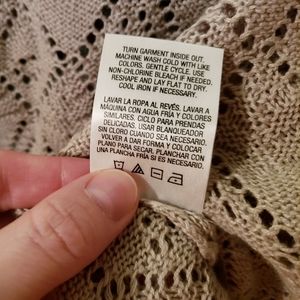 TURN GARMENT INSIDE OUT.
MACHINE WASH COLD WITH LIKE
COLORS. GENTLE CYCLE. USE
NON-CHLORINE BLEACH IF NEEDED.
RESHAPE AND LAY FLAT TO DRY.
COOL IRON IF NECESSARY.
LAVAR LA ROPA AL REVÉS. LAVAR A
MÁQUINA CON AGUA FRÍA Y COLORES
SIMILARES. CICLO PARA PRENDAS
DELICADAS. USAR BLANQUEADOR
SIN CLORO CUANDO SEA NECESARIO.
VOLVER A DAR FORMA Y COLOCAR
PLANO PARA SEGAR. PLANCHAR CON
UNA PLANCHA FRÍA SI ES NECESARIO.